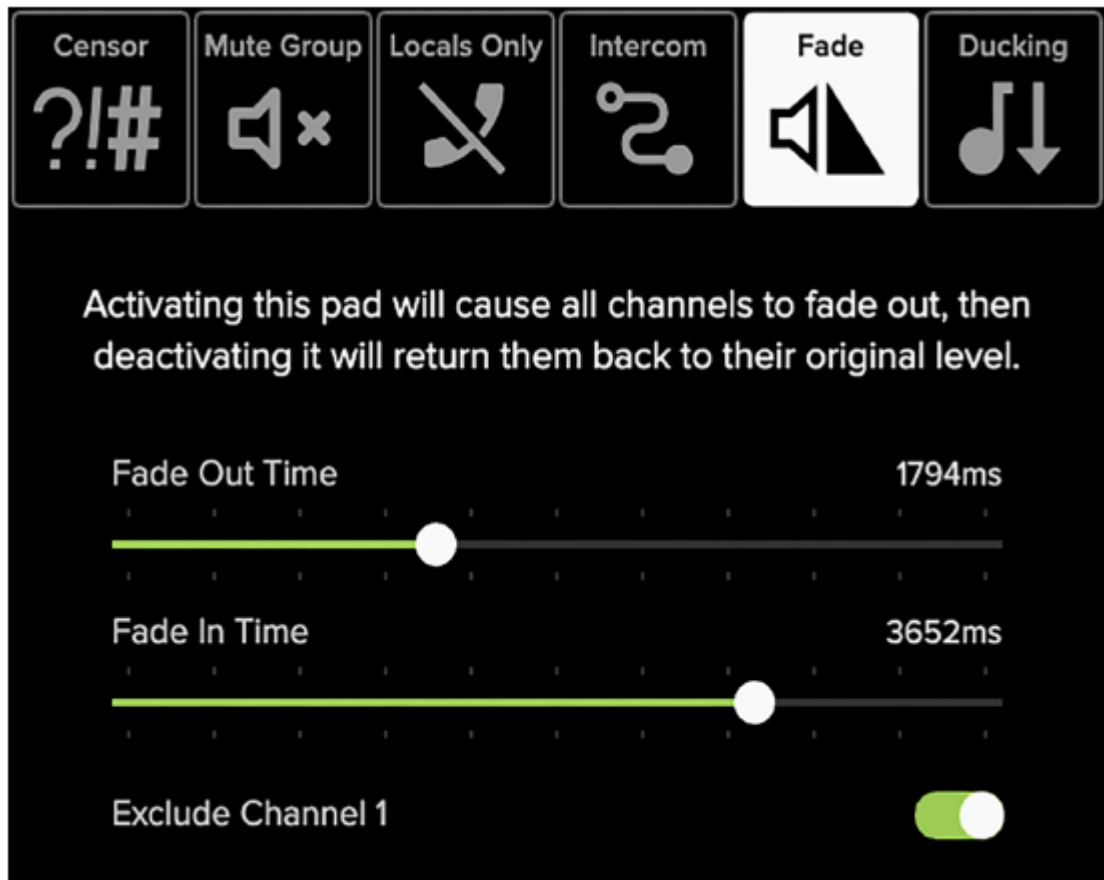 Censor
Mute Group
Locals Only
Intercom
Fade
Ducking
?!#
Activating this pad will cause all channels to fade out, then
deactivating it will return them back to their original level.
Fade Out Time 1794ms
Fade In Time 3652ms
Exclude Channel 1